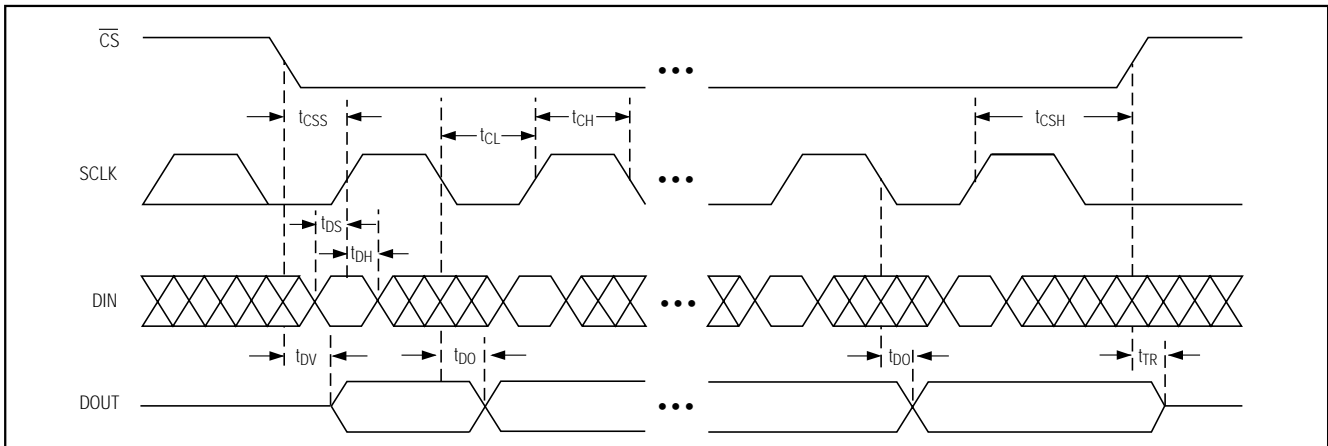 CS
•••
tCSS
tCL
tCH
tCSH
SCLK
•••
tDS
tDH
DIN
•••
tDV
tDO
tDO
tTR
DOUT
•••